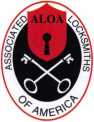 ALOA
ASSOCIATED LOCKSMITHS
OF AMERICA